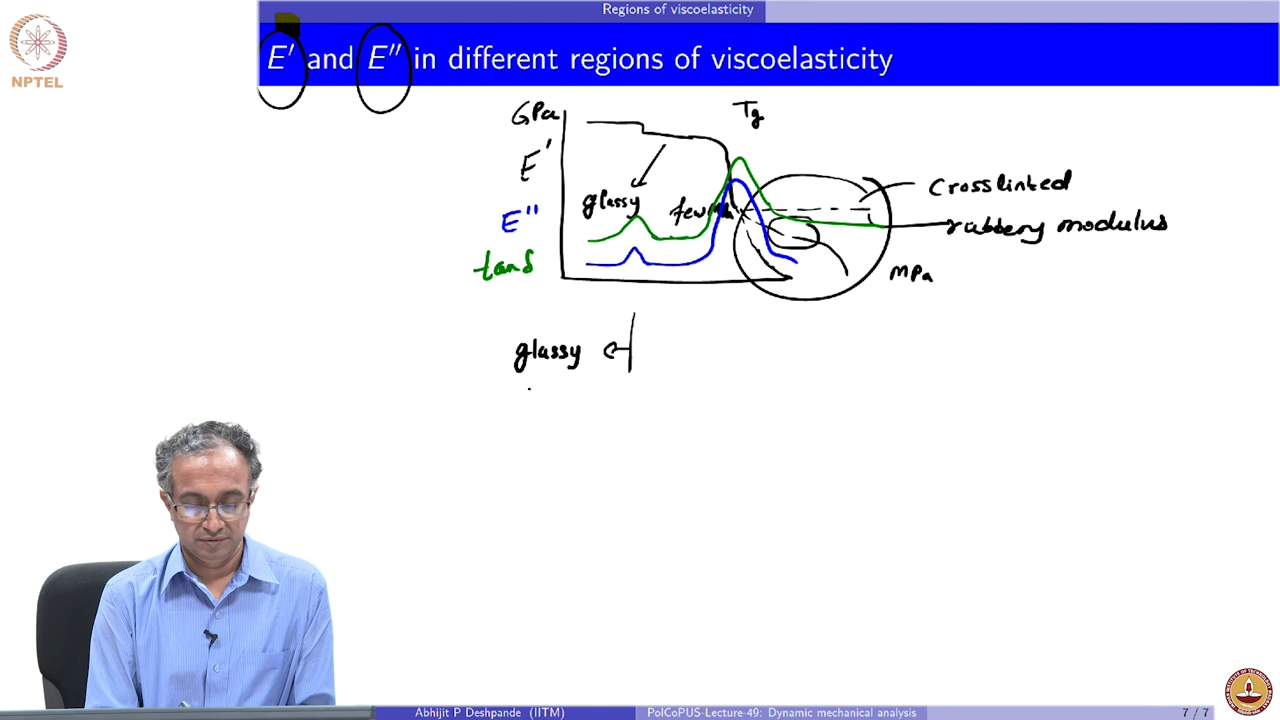 Regions of viscoelasticity
E′ and E″ in different regions of viscoelasticity
NPTEL
GPa
Tg
E′
glassy
few
crosslinked
E″
rubbery modulus
tanδ
MPa
glassy
Abhijit P Deshpande (IITM)
PolCoPUS-Lecture-49: Dynamic mechanical analysis
7 / 7